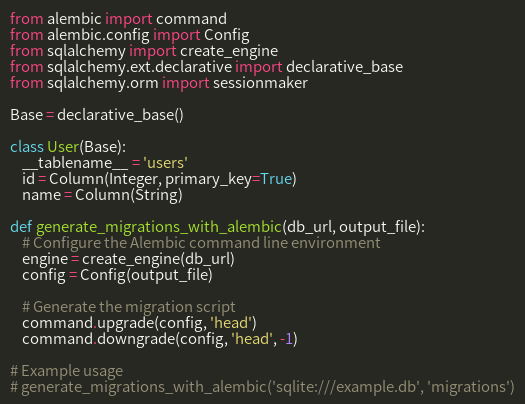 from alembic import command
from alembic.config import Config
from sqlalchemy import create_engine
from sqlalchemy.ext.declarative import declarative_base
from sqlalchemy.orm import sessionmaker

Base = declarative_base()

class User(Base):
    __tablename__ = 'users'
    id = Column(Integer, primary_key=True)
    name = Column(String)

def generate_migrations_with_alembic(db_url, output_file):
    # Configure the Alembic command line environment
    engine = create_engine(db_url)
    config = Config(output_file)

    # Generate the migration script
    command.upgrade(config, 'head')
    command.downgrade(config, 'head', -1)

# Example usage
# generate_migrations_with_alembic('sqlite:///example.db', 'migrations')